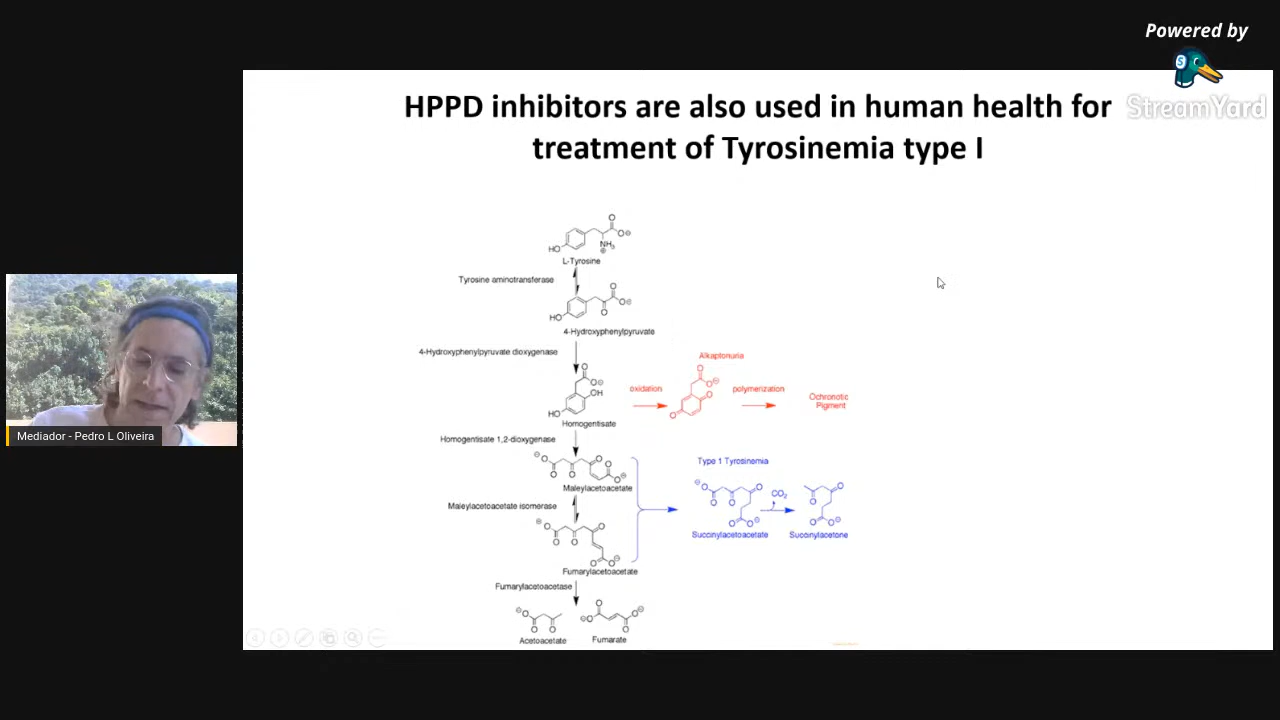 Powered by
StreamYard
HPPD inhibitors are also used in human health for
treatment of Tyrosinemia type I
L-Tyrosine
Tyrosine aminotransferase
4-Hydroxyphenylpyruvate
4-Hydroxyphenylpyruvate dioxygenase
Alkaptonuria
oxidation
polymerization
Ochronotic
Pigment
Homogentisate
Homogentisate 1,2-dioxygenase
Type 1 Tyrosinemia
Maleylacetoacetate
Maleylacetoacetate isomerase
CO2
Succinylacetoacetate
Succinylacetone
Fumarylacetoacetate
Fumarylacetoacetase
Acetoacetate
Fumarate
Mediador - Pedro L Oliveira